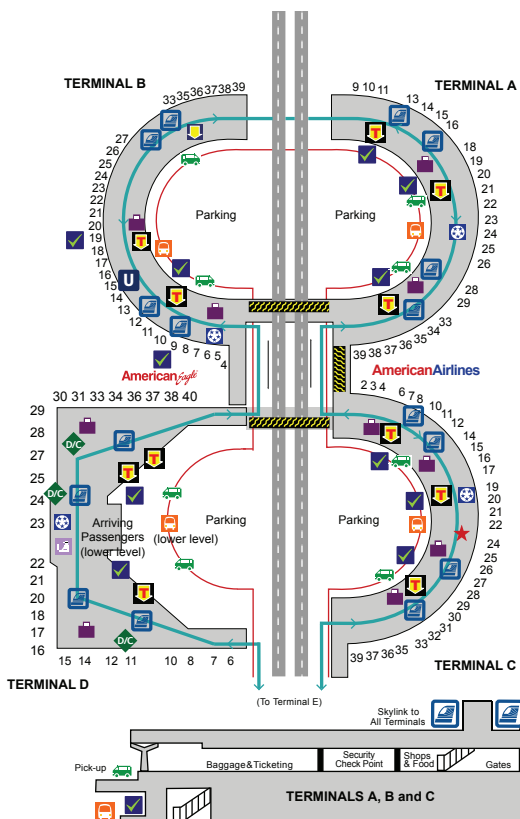 TERMINAL B
TERMINAL A
33 35 36 37 38 39
27
26
25
24
23
22
21
20
19
18
17
16
15
14
13
12
11
10
9
8
7
6
5
4
U
T
T
Parking
9 10 11
13
14
15
16
18
19
20
21
22
23
24
25
26
28
29
33
34
35
36
37
38
39
T
T
T
Parking
AmericanEagle
AmericanAirlines
30 31 33 34 36 37 38 40
29
28
27
25
24
23
22
21
20
18
17
16
15 14 12 11 10 8 7 6
D/C
D/C
D/C
T
T
T
Arriving
Passengers
(lower level)
(lower level)
Parking
2 3 4
6
7
8
10
11
12
14
15
16
17
19
20
21
22
24
25
26
27
28
29
30
31
32
33
35
36
37
39
T
T
T
Parking
TERMINAL C
TERMINAL D
(To Terminal E)
Skylink to
All Terminals
Pick-up
Baggage&Ticketing
Security
Check Point
Shops
& Food
Gates
TERMINALS A, B and C